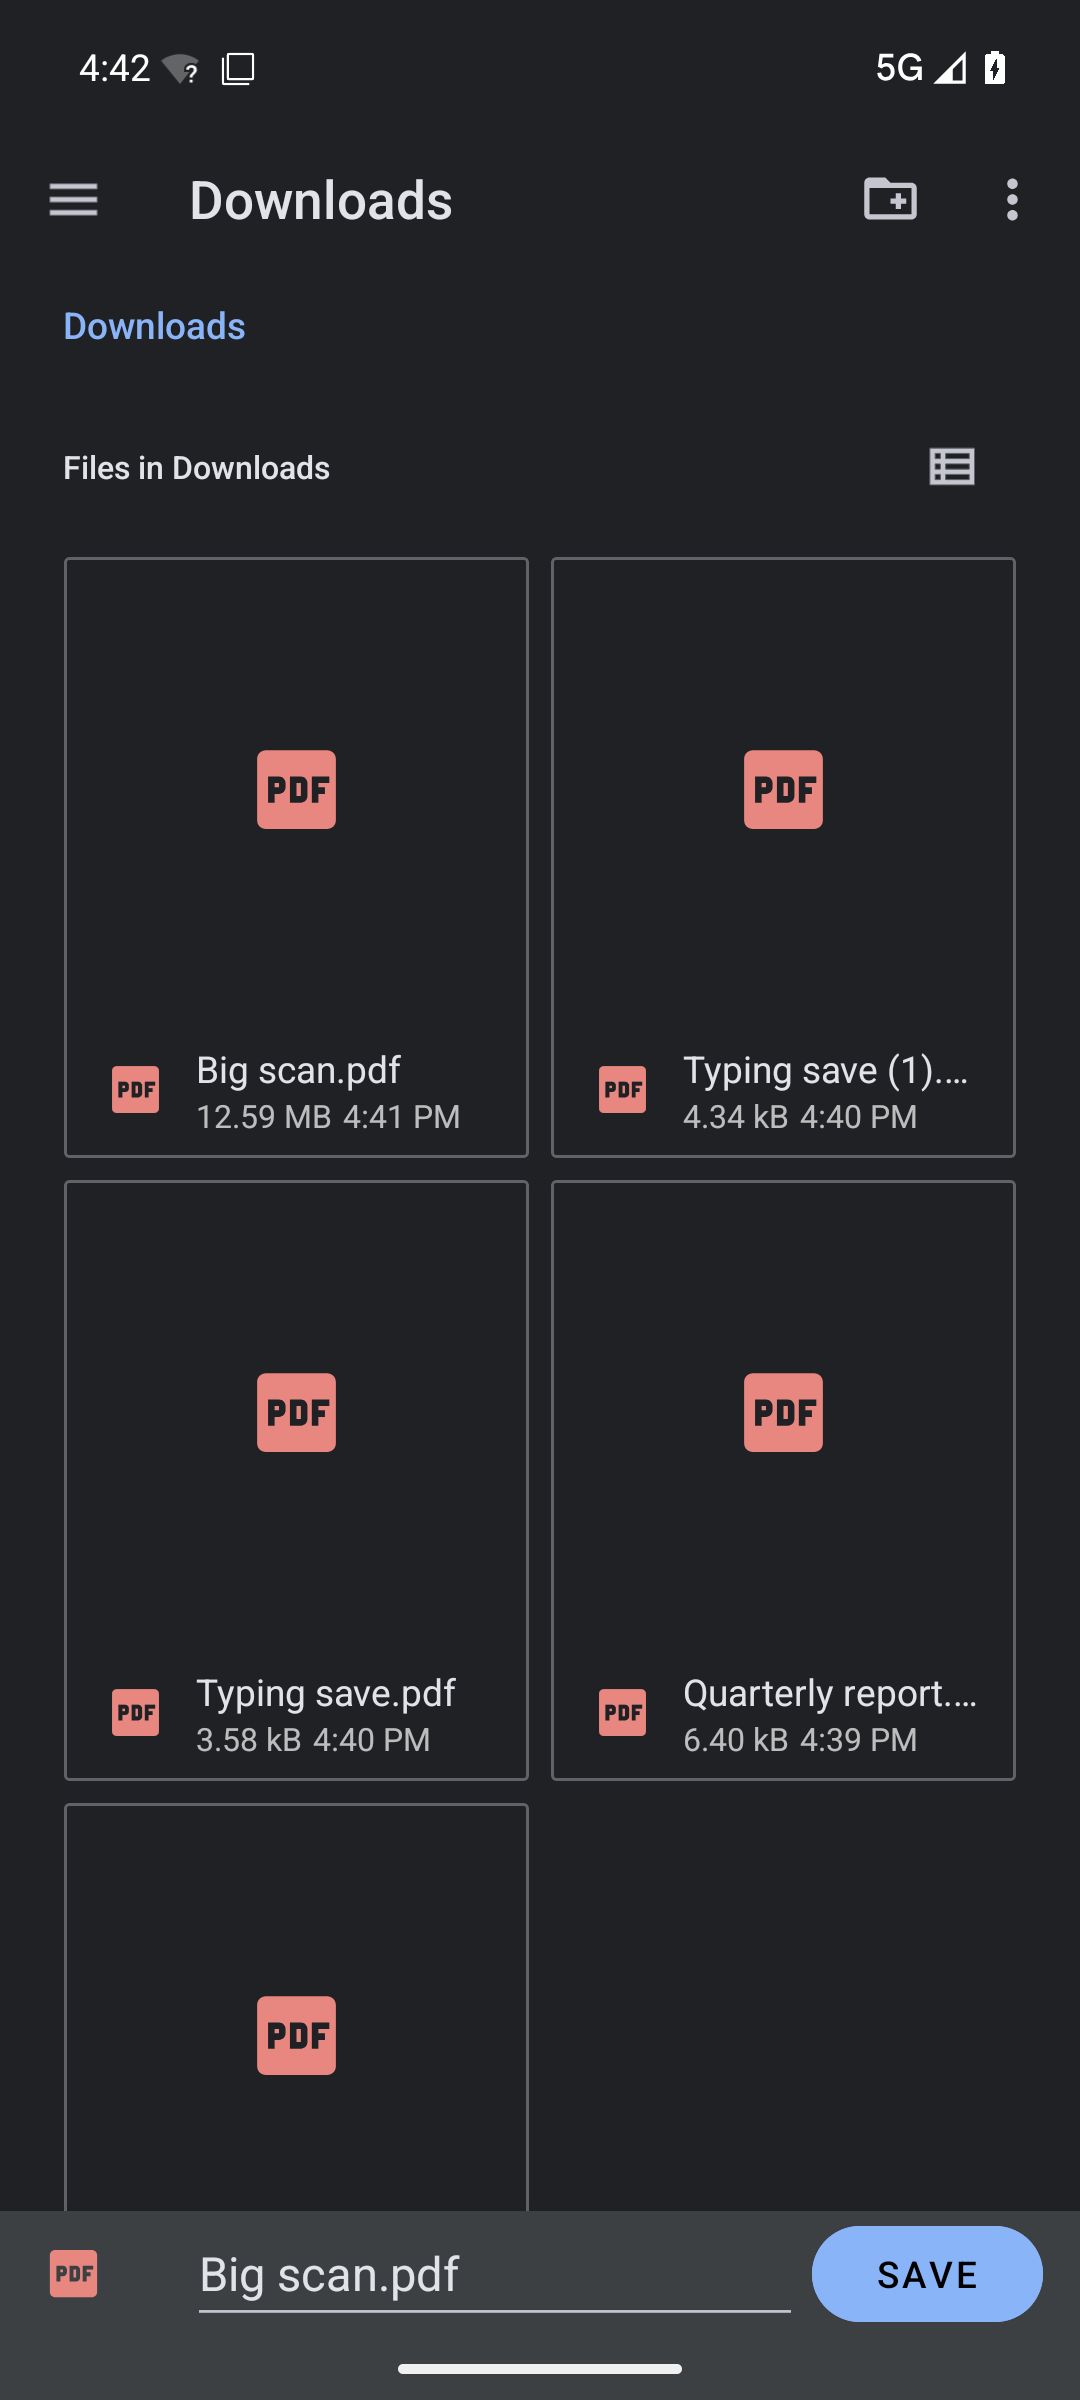 4:42
5G
Downloads
Downloads
Files in Downloads
PDF
PDF
PDF
Big scan.pdf
12.59 MB 4:41 PM
PDF
Typing save (1)....
4.34 kB 4:40 PM
PDF
PDF
PDF
Typing save.pdf
3.58 kB 4:40 PM
PDF
Quarterly report....
6.40 kB 4:39 PM
PDF
PDF
Big scan.pdf
SAVE